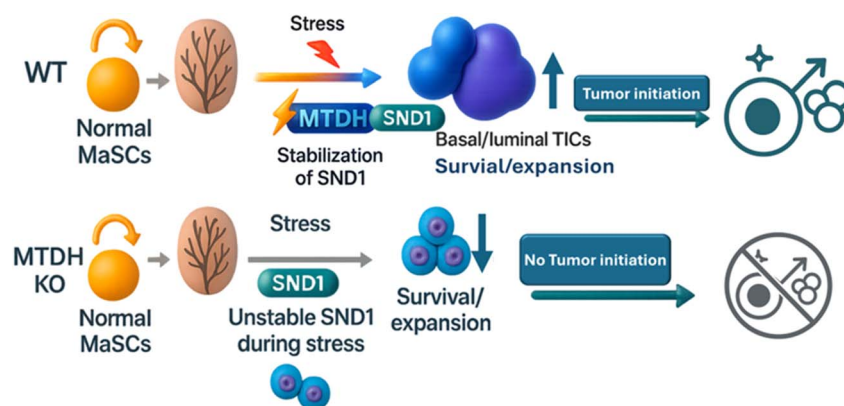 WT
Normal
MaSCs
Stress
MTDH SND1
Stabilization
of SND1
Basal/luminal TICs
Survial/expansion
Tumor initiation
MTDH
KO
Normal
MaSCs
Stress
SND1
Unstable SND1
during stress
Survival/
expansion
No Tumor initiation